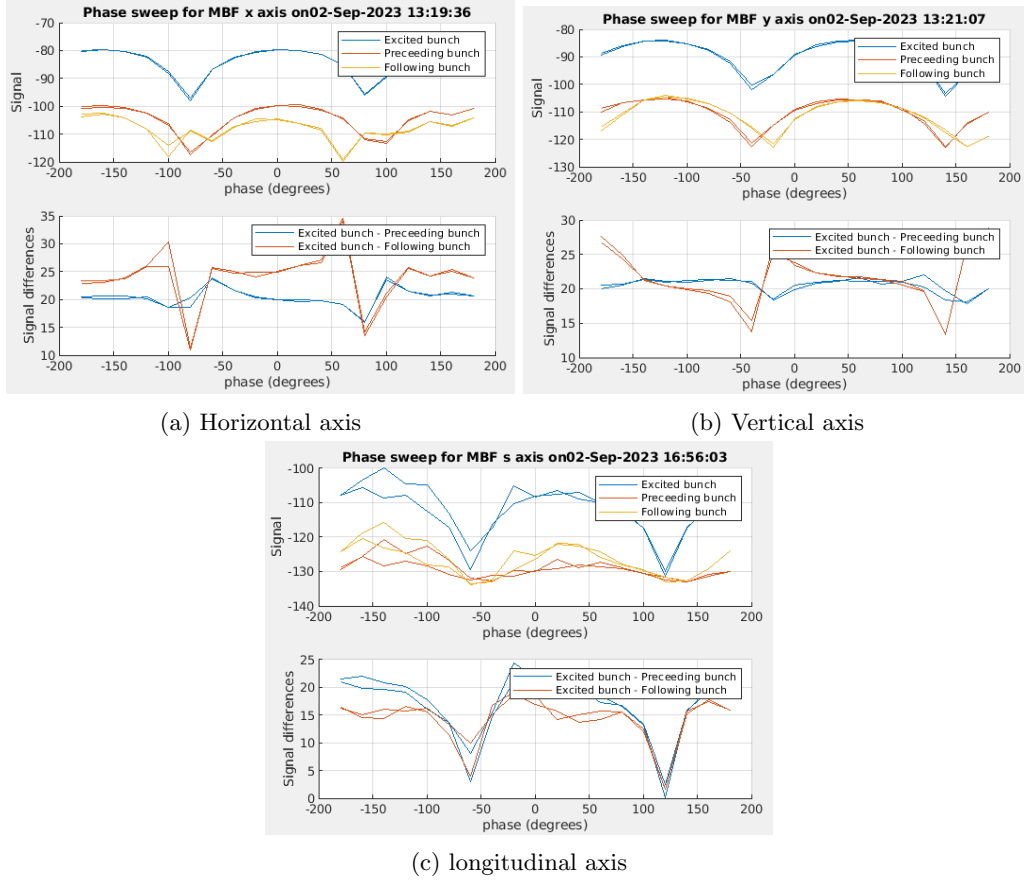 Phase sweep for MBF x axis on02-Sep-2023 13:19:36
-70
-80
-90
-100
-110
-120
Signal
Excited bunch
Preceeding bunch
Following bunch
-200 -150 -100 -50 0 50 100 150 200
phase (degrees)
35
30
25
20
15
10
Signal differences
Excited bunch - Preceeding bunch
Excited bunch - Following bunch
-200 -150 -100 -50 0 50 100 150 200
phase (degrees)
(a) Horizontal axis
Phase sweep for MBF y axis on02-Sep-2023 13:21:07
-80
-90
-100
-110
-120
-130
Signal
Excited bunch
Preceeding bunch
Following bunch
-200 -150 -100 -50 0 50 100 150 200
phase (degrees)
30
25
20
15
10
Signal differences
Excited bunch - Preceeding bunch
Excited bunch - Following bunch
-200 -150 -100 -50 0 50 100 150 200
phase (degrees)
(b) Vertical axis
Phase sweep for MBF s axis on02-Sep-2023 16:56:03
-100
-110
-120
-130
-140
Signal
Excited bunch
Preceeding bunch
Following bunch
-200 -150 -100 -50 0 50 100 150 200
phase (degrees)
25
20
15
10
5
0
Signal differences
Excited bunch - Preceeding bunch
Excited bunch - Following bunch
-200 -150 -100 -50 0 50 100 150 200
phase (degrees)
(c) longitudinal axis